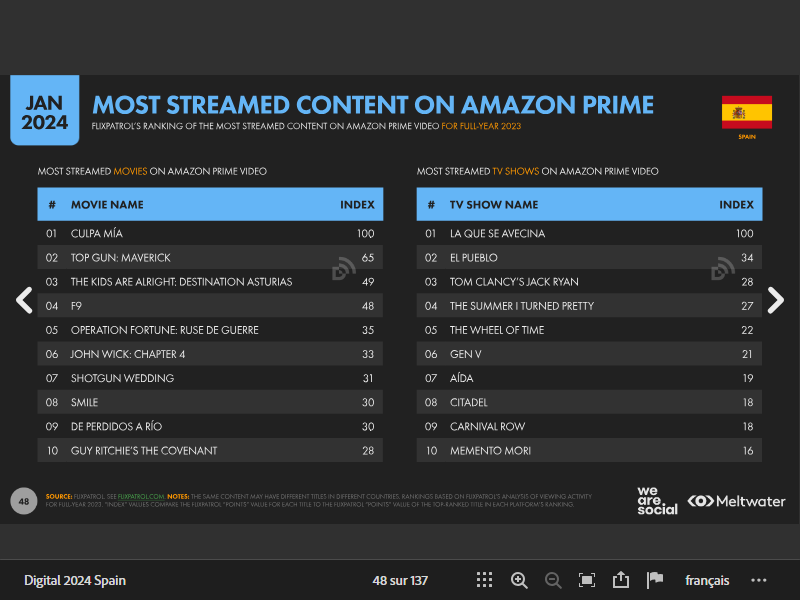 JAN
2024
MOST STREAMED CONTENT ON AMAZON PRIME
FLIXPATROL'S RANKING OF THE MOST STREAMED CONTENT ON AMAZON PRIME VIDEO FOR FULL-YEAR 2023
SPAIN
MOST STREAMED MOVIES ON AMAZON PRIME VIDEO
# MOVIE NAME INDEX
01 CULPA MÍA 100
02 TOP GUN: MAVERICK 65
03 THE KIDS ARE ALRIGHT: DESTINATION ASTURIAS 49
04 F9 48
05 OPERATION FORTUNE: RUSE DE GUERRE 35
06 JOHN WICK: CHAPTER 4 33
07 SHOTGUN WEDDING 31
08 SMILE 30
09 DE PERDIDOS A RÍO 30
10 GUY RITCHIE'S THE COVENANT 28
MOST STREAMED TV SHOWS ON AMAZON PRIME VIDEO
# TV SHOW NAME INDEX
01 LA QUE SE AVECINA 100
02 EL PUEBLO 34
03 TOM CLANCY'S JACK RYAN 28
04 THE SUMMER I TURNED PRETTY 27
05 THE WHEEL OF TIME 22
06 GEN V 21
07 AÍDA 19
08 CITADEL 18
09 CARNIVAL ROW 18
10 MEMENTO MORI 16
48
SOURCE: FLIXPATROL. SEE FLIXPATROL.COM. NOTES: THE SAME CONTENT MAY HAVE DIFFERENT TITLES IN DIFFERENT COUNTRIES. RANKINGS BASED ON FLIXPATROL'S ANALYSIS OF VIEWING ACTIVITY
FOR FULL-YEAR 2023. "INDEX" VALUES COMPARE THE FLIXPATROL "POINTS" VALUE FOR EACH TITLE TO THE FLIXPATROL "POINTS" VALUE OF THE TOP-RANKED TITLE IN EACH PLATFORM'S RANKING.
we
are
social
Meltwater
Digital 2024 Spain
48 sur 137
français